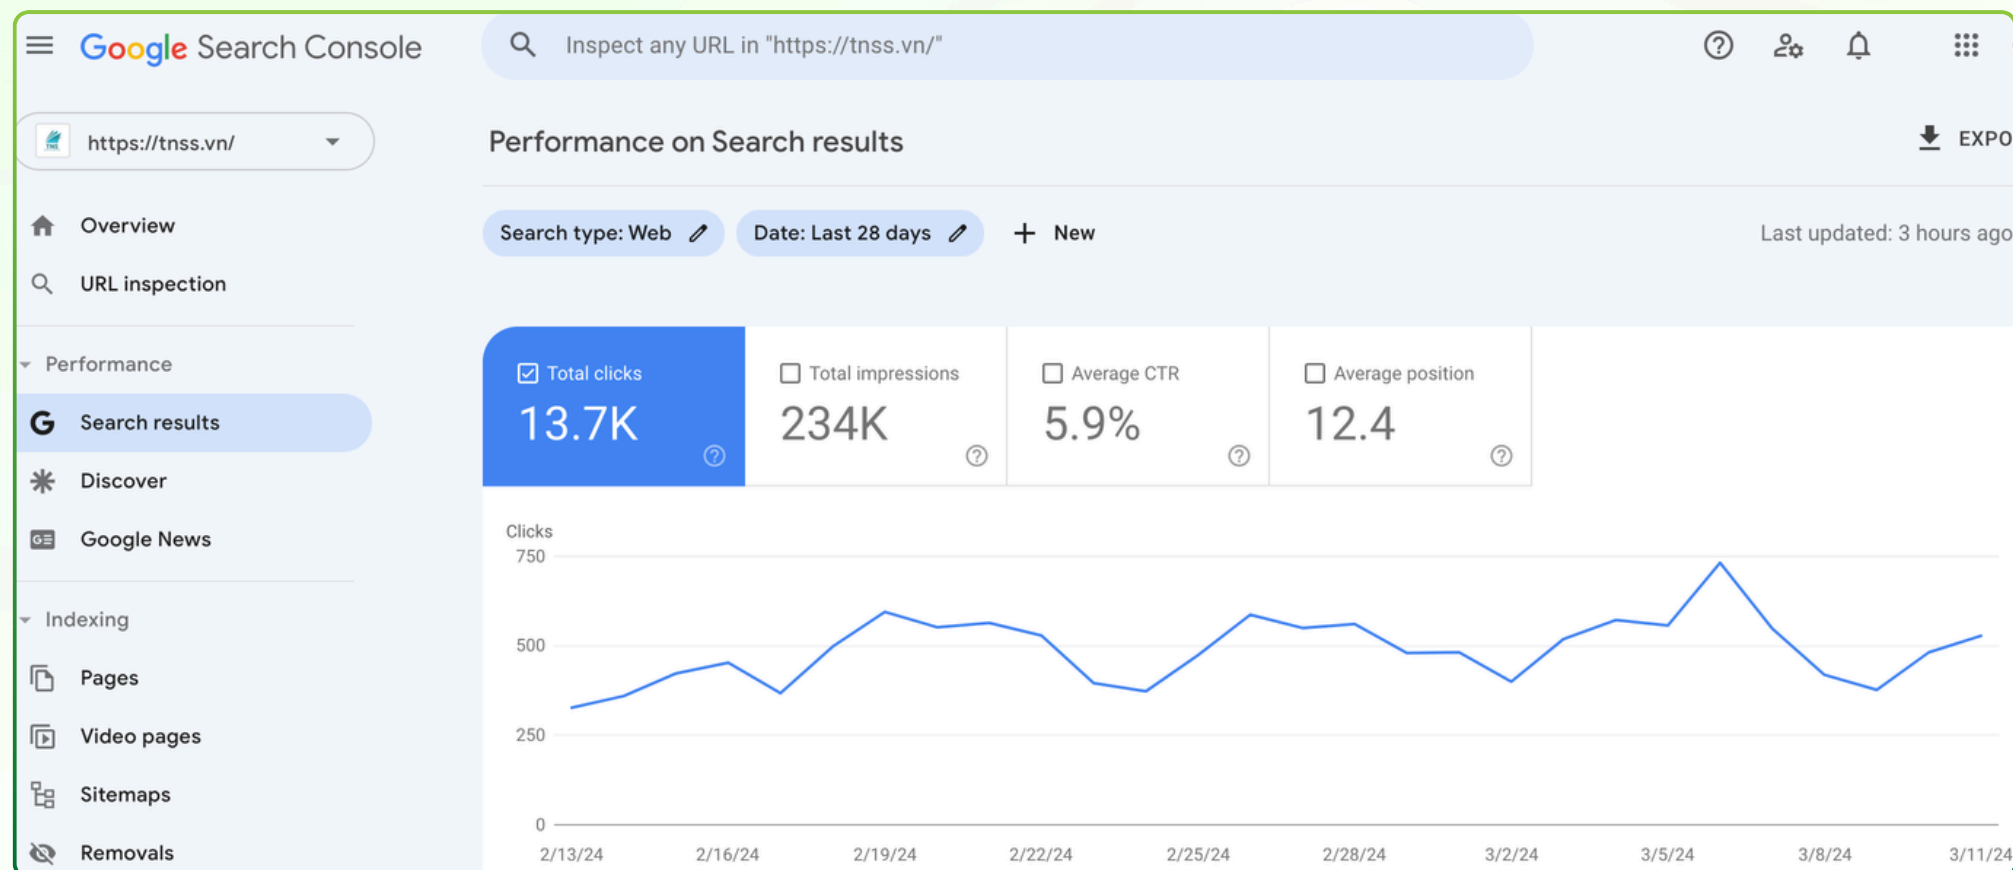 Google Search Console
Inspect any URL in "https://tnss.vn/"
https://tnss.vn/
Overview
URL inspection
Performance
Search results
Discover
Google News
Indexing
Pages
Video pages
Sitemaps
Removals
Performance on Search results
EXPO
Search type: Web
Date: Last 28 days
New
Last updated: 3 hours ago
Total clicks
13.7K
Total impressions
234K
Average CTR
5.9%
Average position
12.4
Clicks
750
500
250
0
2/13/24 2/16/24 2/19/24 2/22/24 2/25/24 2/28/24 3/2/24 3/5/24 3/8/24 3/11/24